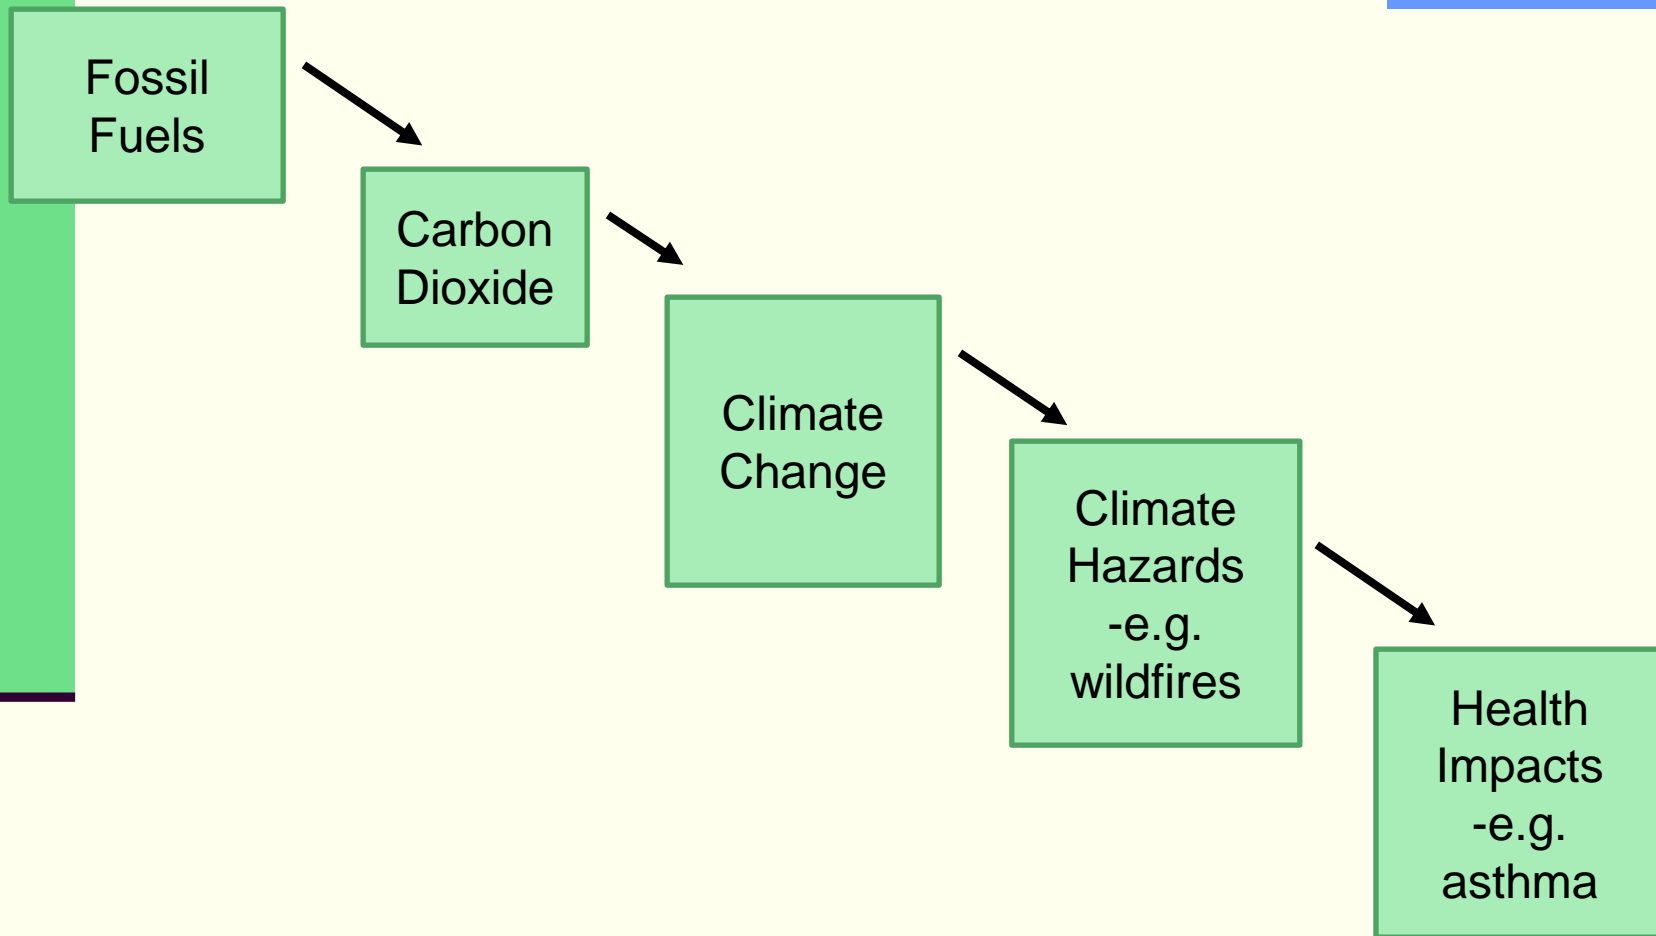 Fossil
Fuels
Carbon
Dioxide
Climate
Change
Climate
Hazards
-e.g.
wildfires
Health
Impacts
-e.g.
asthma